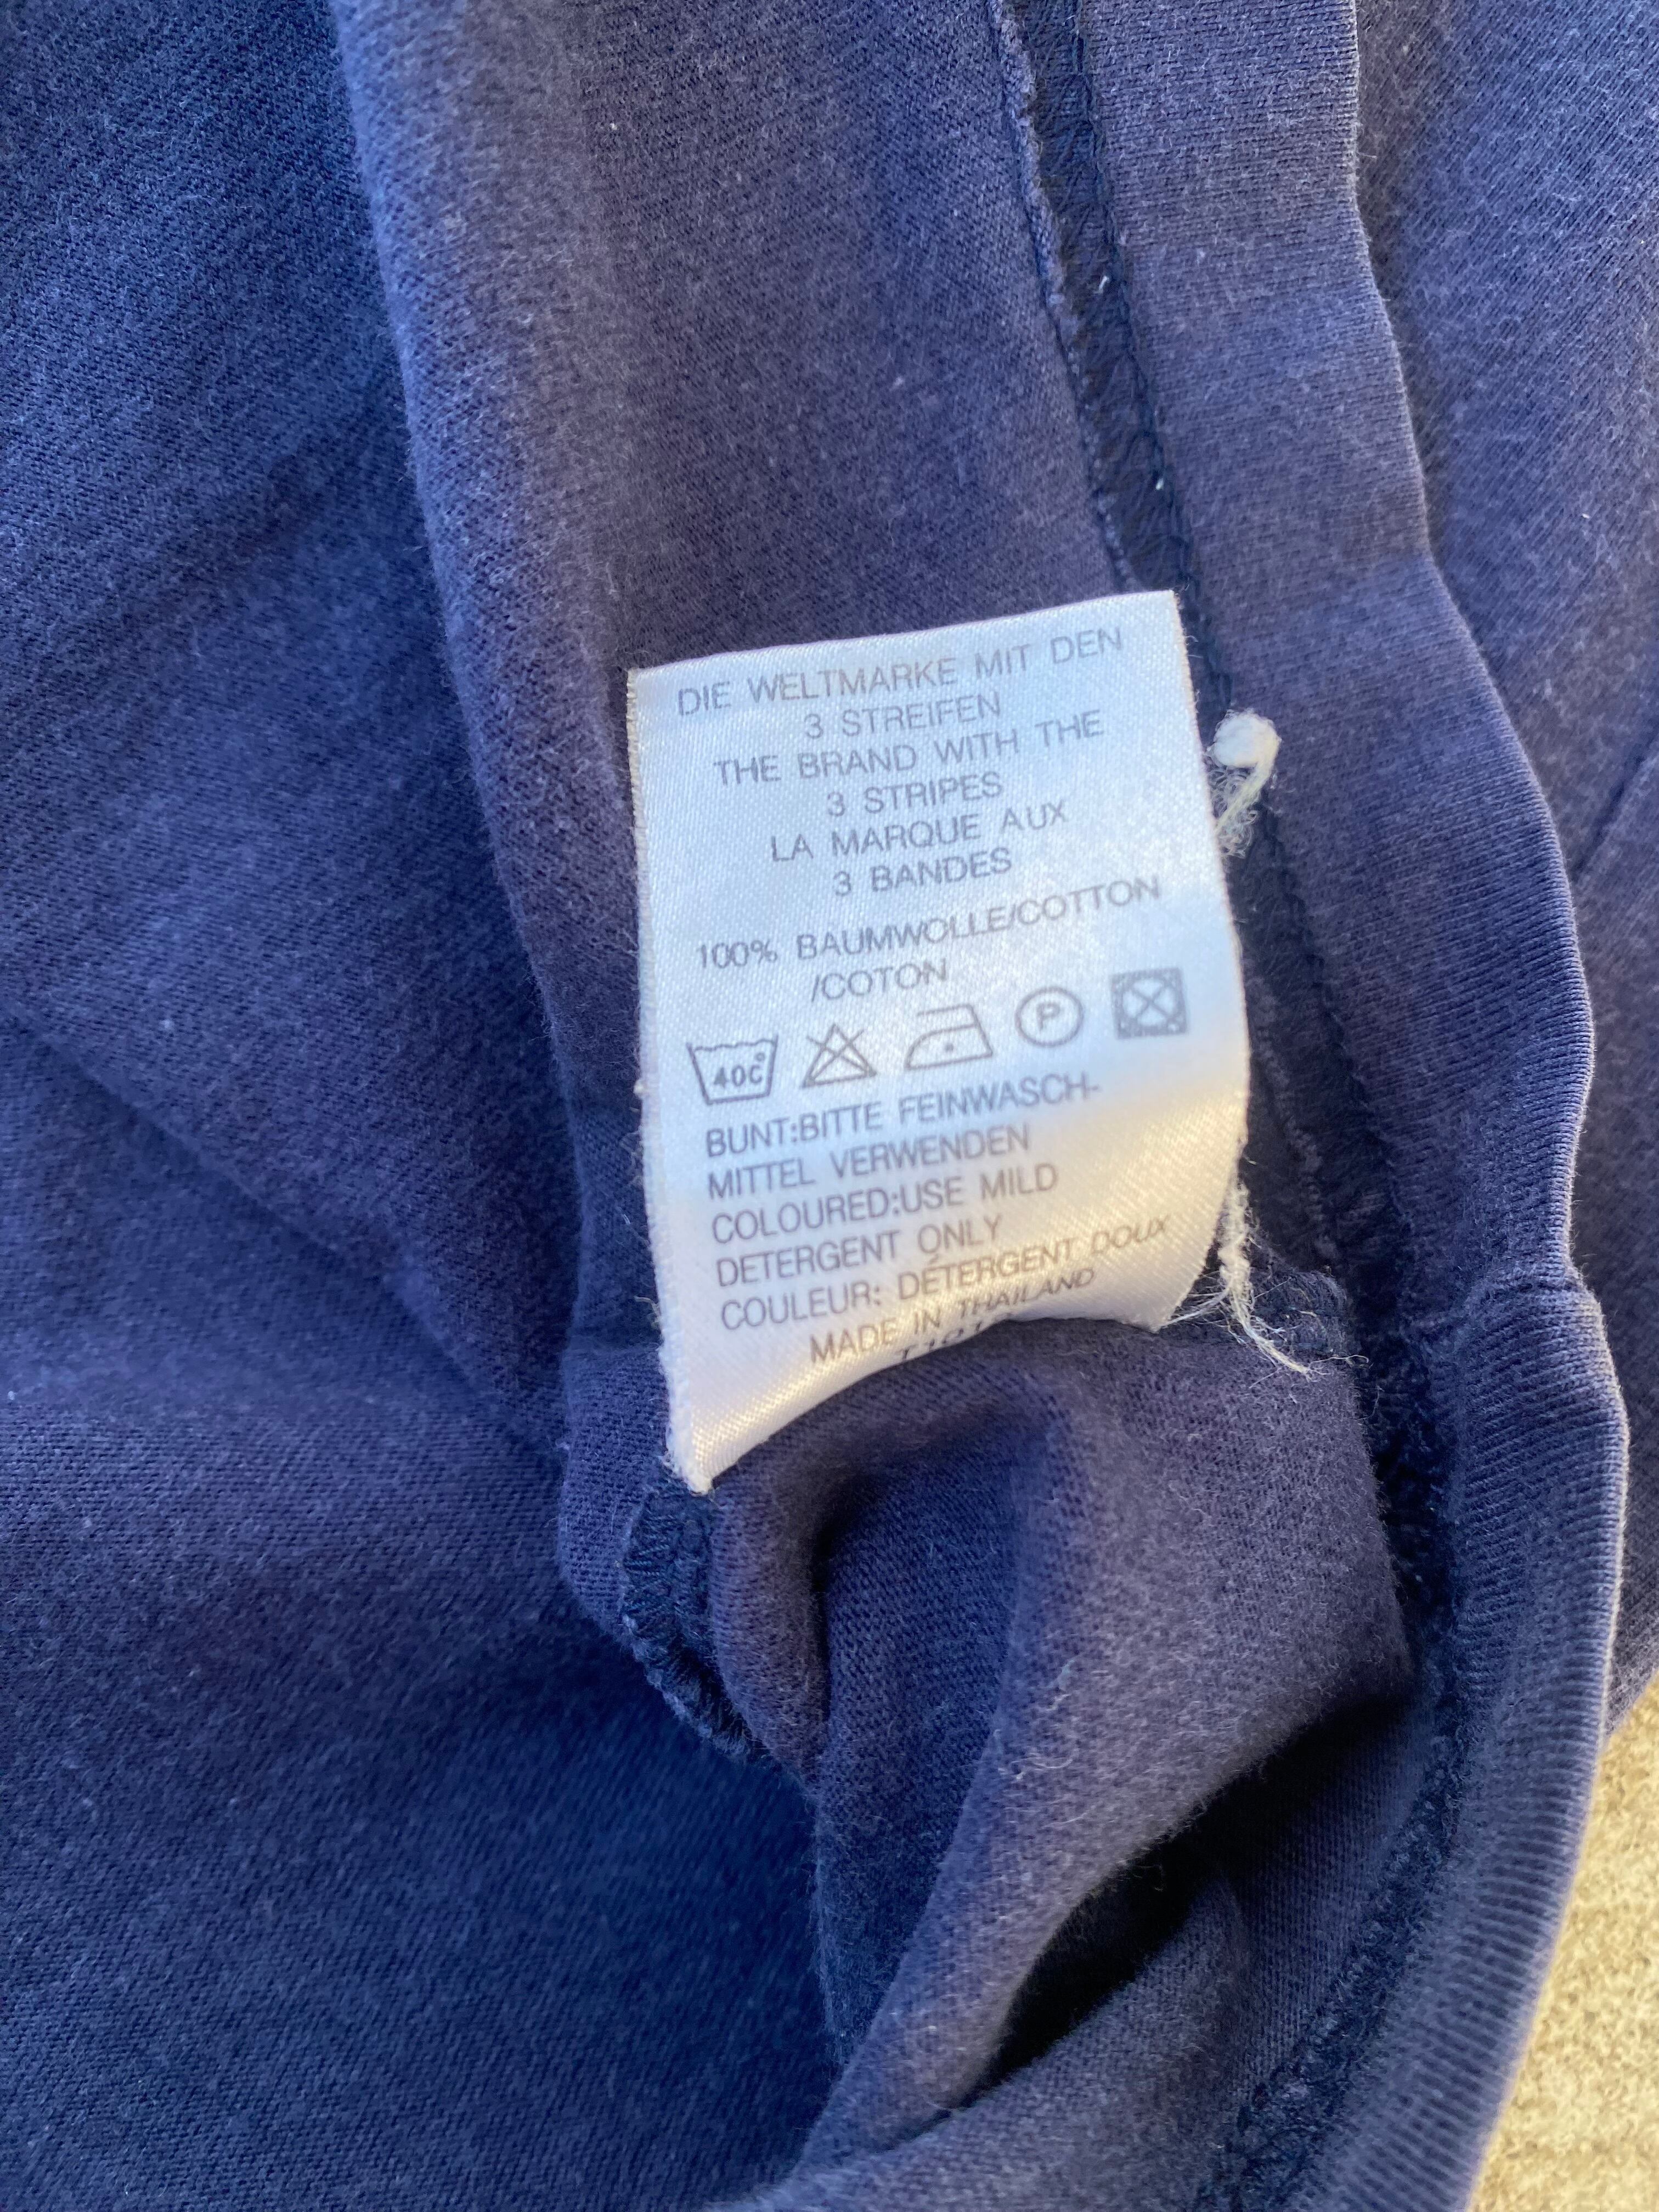 DIE WELTMARKE MIT DEN
3 STREIFEN
THE BRAND WITH THE
3 STRIPES
LA MARQUE AUX
3 BANDES
100% BAUMWOLLE/COTTON
/COTON
40C° P
BUNT:BITTE FEINWASCH-
MITTEL VERWENDEN
COLOURED:USE MILD
DETERGENT ONLY
COULEUR: DÉTERGENT DOUX
MADE IN THAILAND